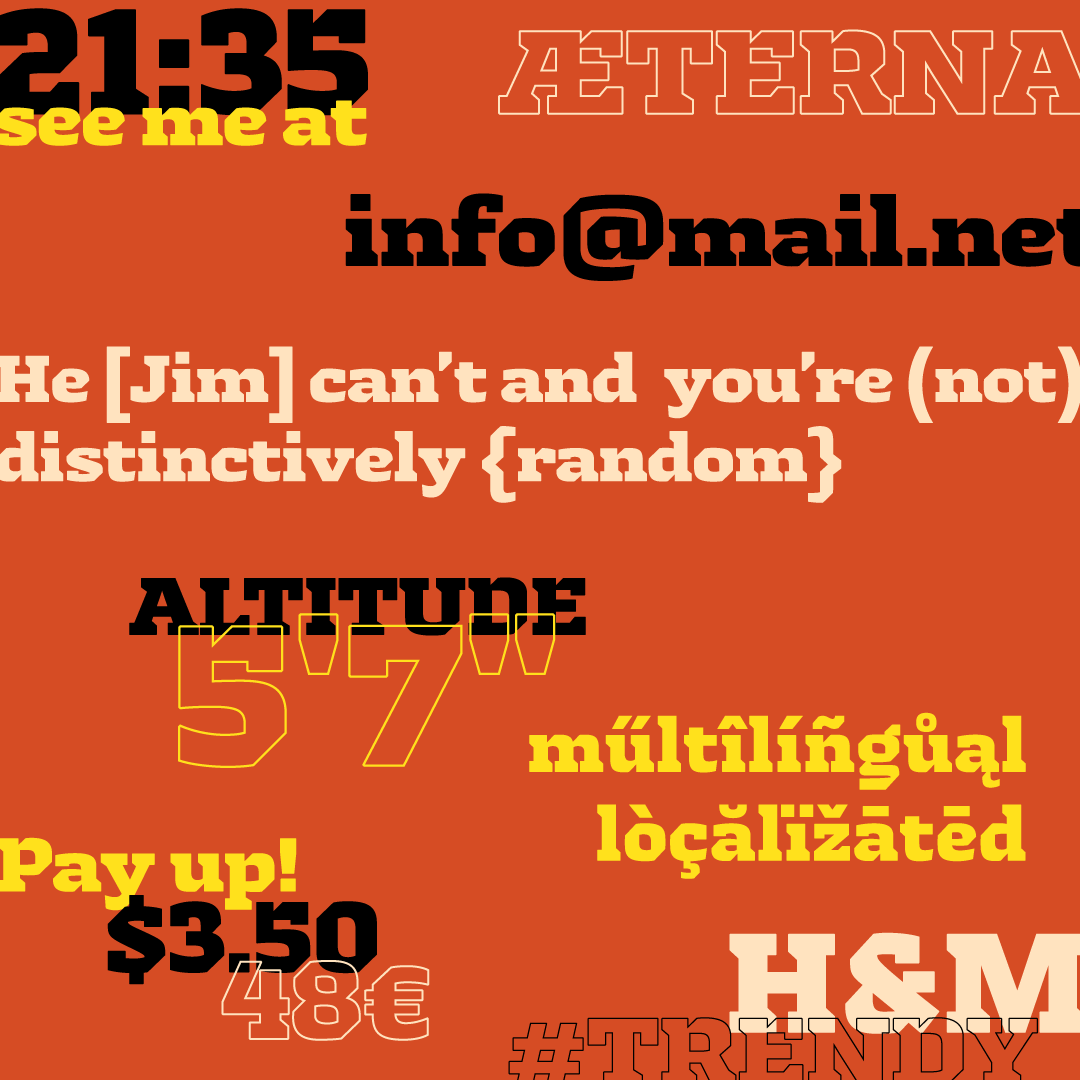 21:35
see me at
ÆTERNA
info@mail.net
He [Jim] can't and  you're (not)
distinctively {random}
ALTITUDE
5'7"
műltîlíñgůąl
lòçălïžātēd
Pay up!
$3.50
48€
H&M
#TRENDY